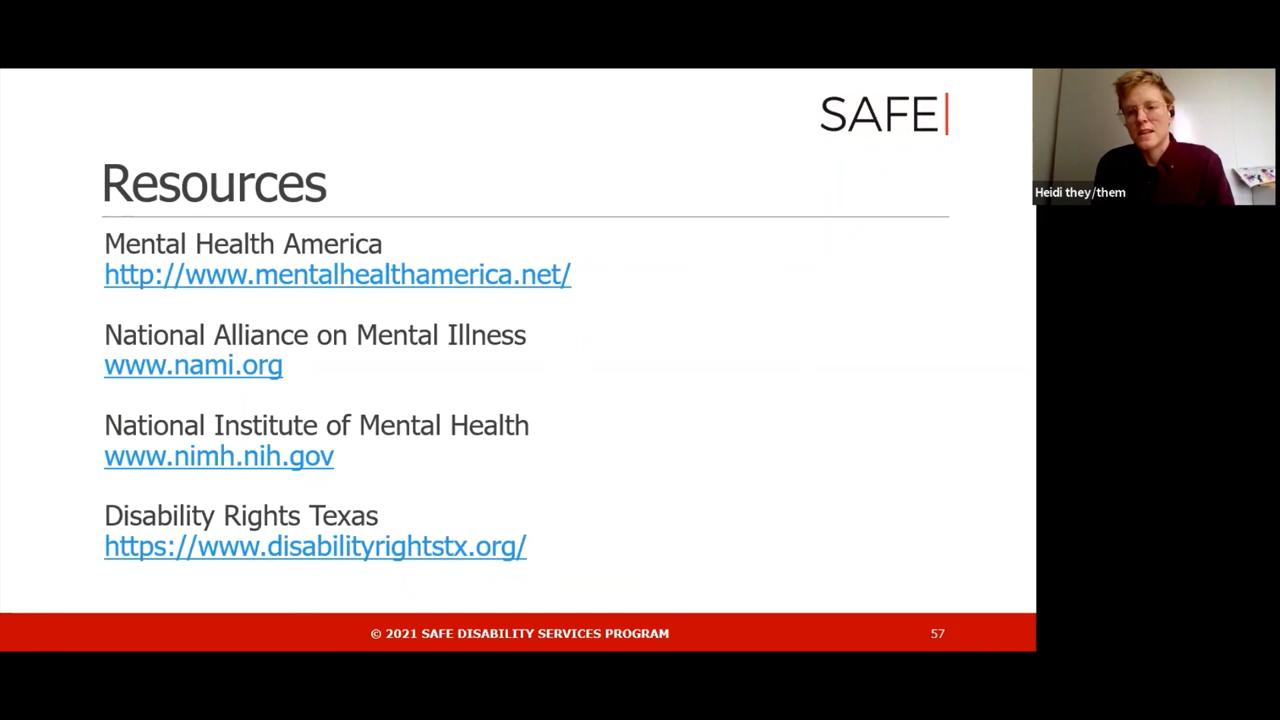 SAFE
Resources
Mental Health America
http://www.mentalhealthamerica.net/
National Alliance on Mental Illness
www.nami.org
National Institute of Mental Health
www.nimh.nih.gov
Disability Rights Texas
https://www.disabilityrightstx.org/
© 2021 SAFE DISABILITY SERVICES PROGRAM
57
Heidi they/them